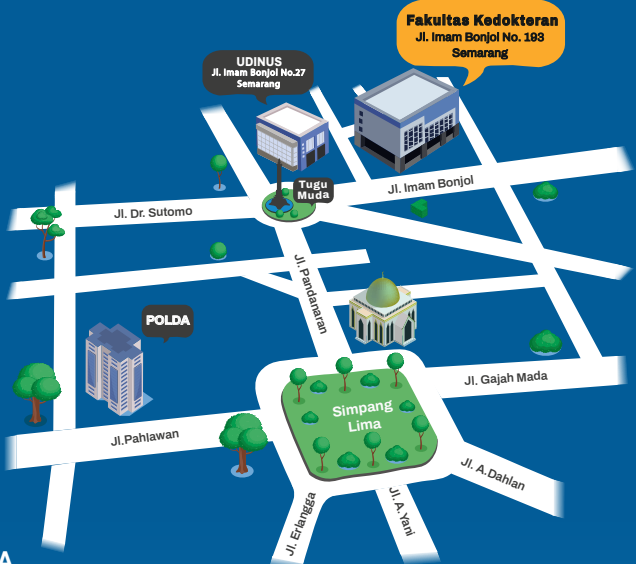 Fakultas Kedokteran
Jl. Imam Bonjol No. 193
Semarang
UDINUS
Jl. Imam Bonjol No.27
Semarang
Tugu
Muda
Jl. Imam Bonjol
Jl. Dr. Sutomo
Jl. Pandanaran
POLDA
Jl. Gajah Mada
Simpang
Lima
Jl.Pahlawan
Jl. A.Dahlan
Jl. Erlangga
Jl. A.Yani
A